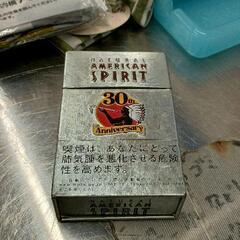 NATURAL
AMERICAN
SPIRIT
30th
Anniversary
喫煙は、あなたにとって
肺気腫を悪化させる危険
性を高めます。
AMERICAN
SPIRIT